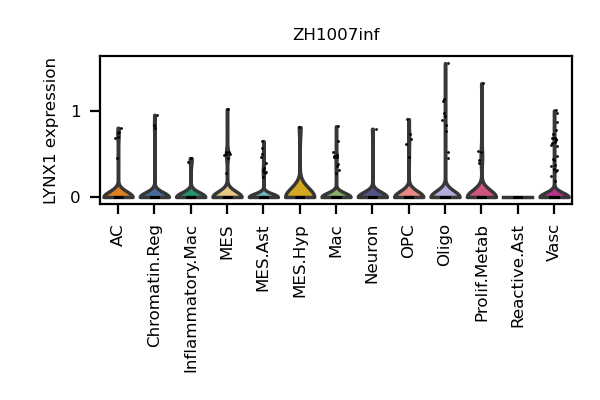 ZH1007inf
LYNX1 expression
1
0
AC
Chromatin.Reg
Inflammatory.Mac
MES
MES.Ast
MES.Hyp
Mac
Neuron
OPC
Oligo
Prolif.Metab
Reactive.Ast
Vasc